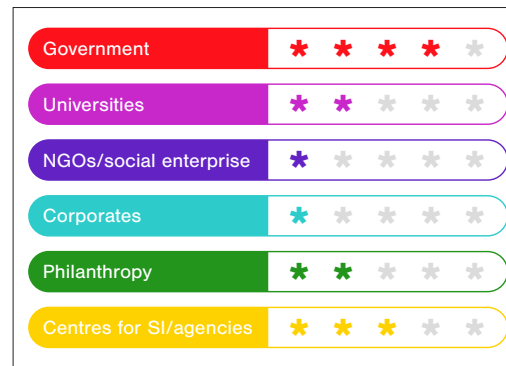 Government * * * * *
Universities * * * * *
NGOs/social enterprise * * * * *
Corporates * * * * *
Philanthropy * * * * *
Centres for SI/agencies * * * * *